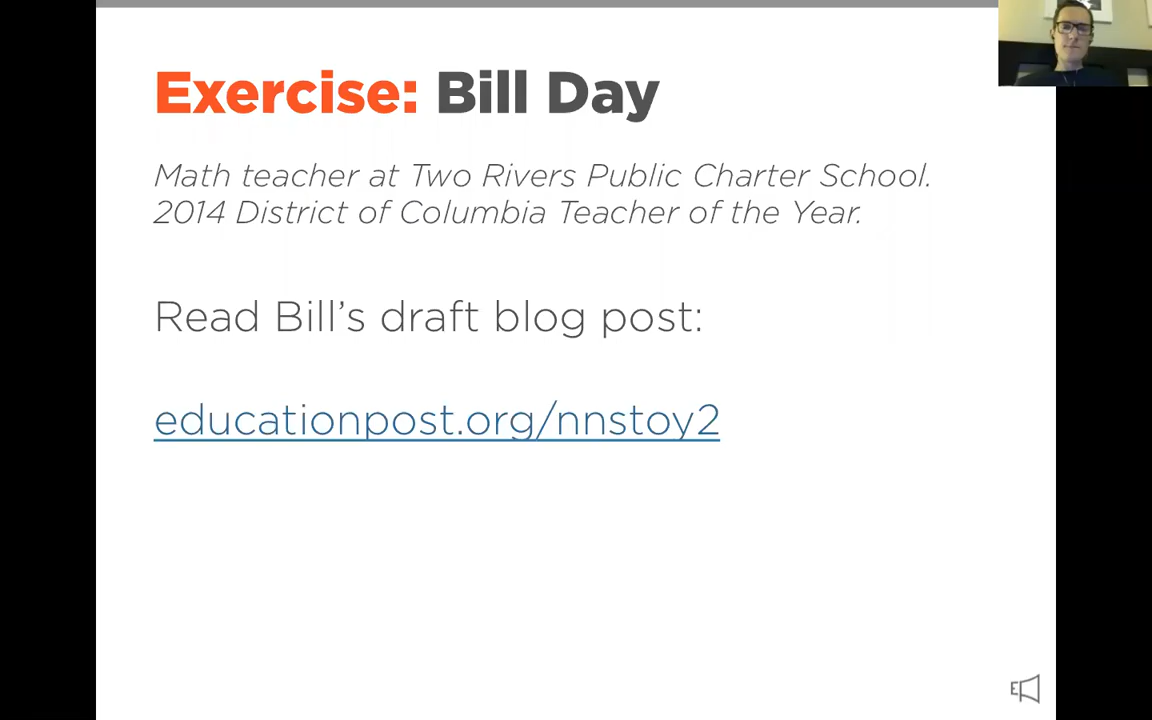 Exercise: Bill Day
Math teacher at Two Rivers Public Charter School.
2014 District of Columbia Teacher of the Year.
Read Bill's draft blog post:
educationpost.org/nnstoy2
E